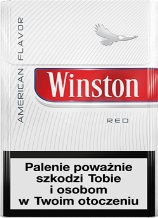 AMERICAN FLAVOR
Winston
RED
Palenie poważnie
szkodzi Tobie
i osobom
w Twoim otoczeniu